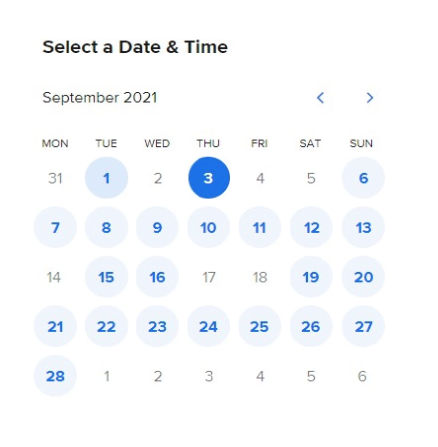 Select a Date & Time
September 2021
MON TUE WED THU FRI SAT SUN
31 1 2 3 4 5 6
7 8 9 10 11 12 13
14 15 16 17 18 19 20
21 22 23 24 25 26 27
28 1 2 3 4 5 6